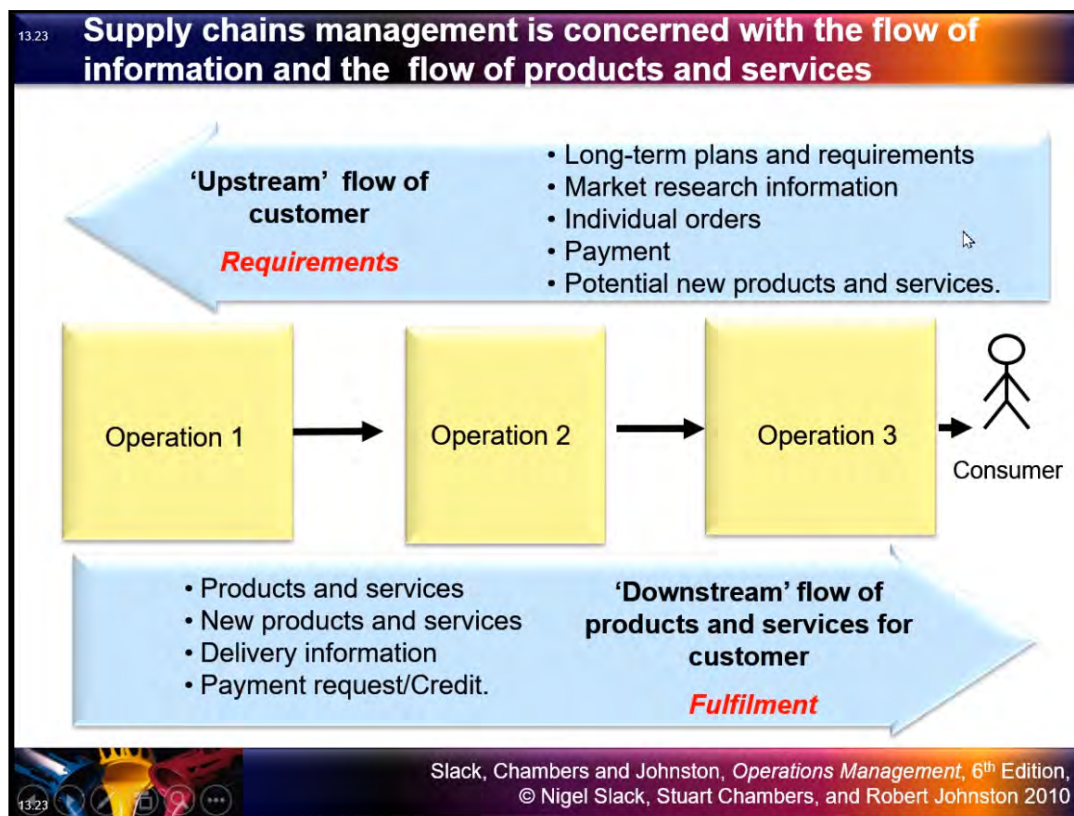 13.23
Supply chains management is concerned with the flow of
information and the flow of products and services
'Upstream' flow of
customer
Requirements
• Long-term plans and requirements
• Market research information
• Individual orders
• Payment
• Potential new products and services.
Operation 1
Operation 2
Operation 3
Consumer
• Products and services
• New products and services
• Delivery information
• Payment request/Credit.
'Downstream' flow of
products and services for
customer
Fulfilment
13.23
Slack, Chambers and Johnston, Operations Management, 6th Edition,
© Nigel Slack, Stuart Chambers, and Robert Johnston 2010